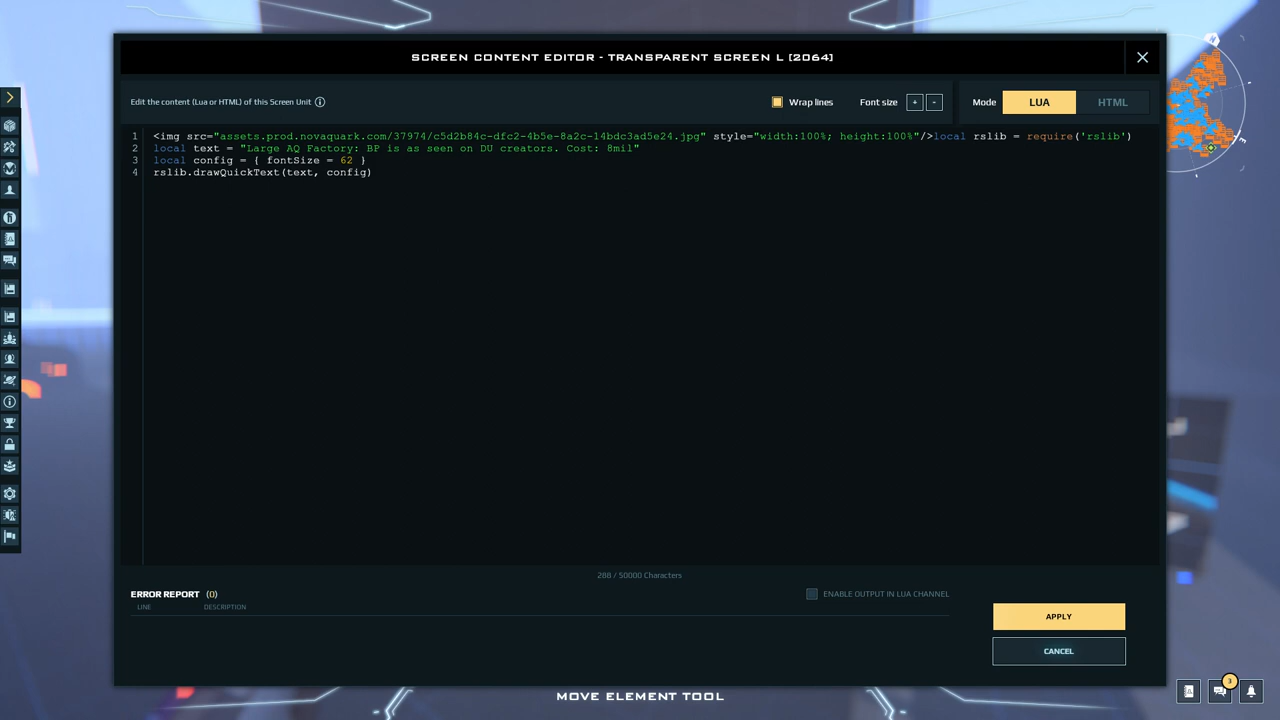 SCREEN CONTENT EDITOR - TRANSPARENT SCREEN L [2064]
Edit the content (Lua or HTML) of this Screen Unit
Wrap lines
Font size
+
-
Mode
LUA
HTML
1 <img src="assets.prod.novaquark.com/37974/c5d2b84c-dfc2-4b5e-8a2c-14bdc3ad5e24.jpg" style="width:100%; height:100%"/>local rslib = require('rslib')
2 local text = "Large AQ Factory: BP is as seen on DU creators. Cost: 8mil"
3 local config = { fontSize = 62 }
4 rslib.drawQuickText(text, config)
288 / 50000 Characters
ERROR REPORT (0)
ENABLE OUTPUT IN LUA CHANNEL
LINE DESCRIPTION
APPLY
CANCEL
MOVE ELEMENT TOOL
3